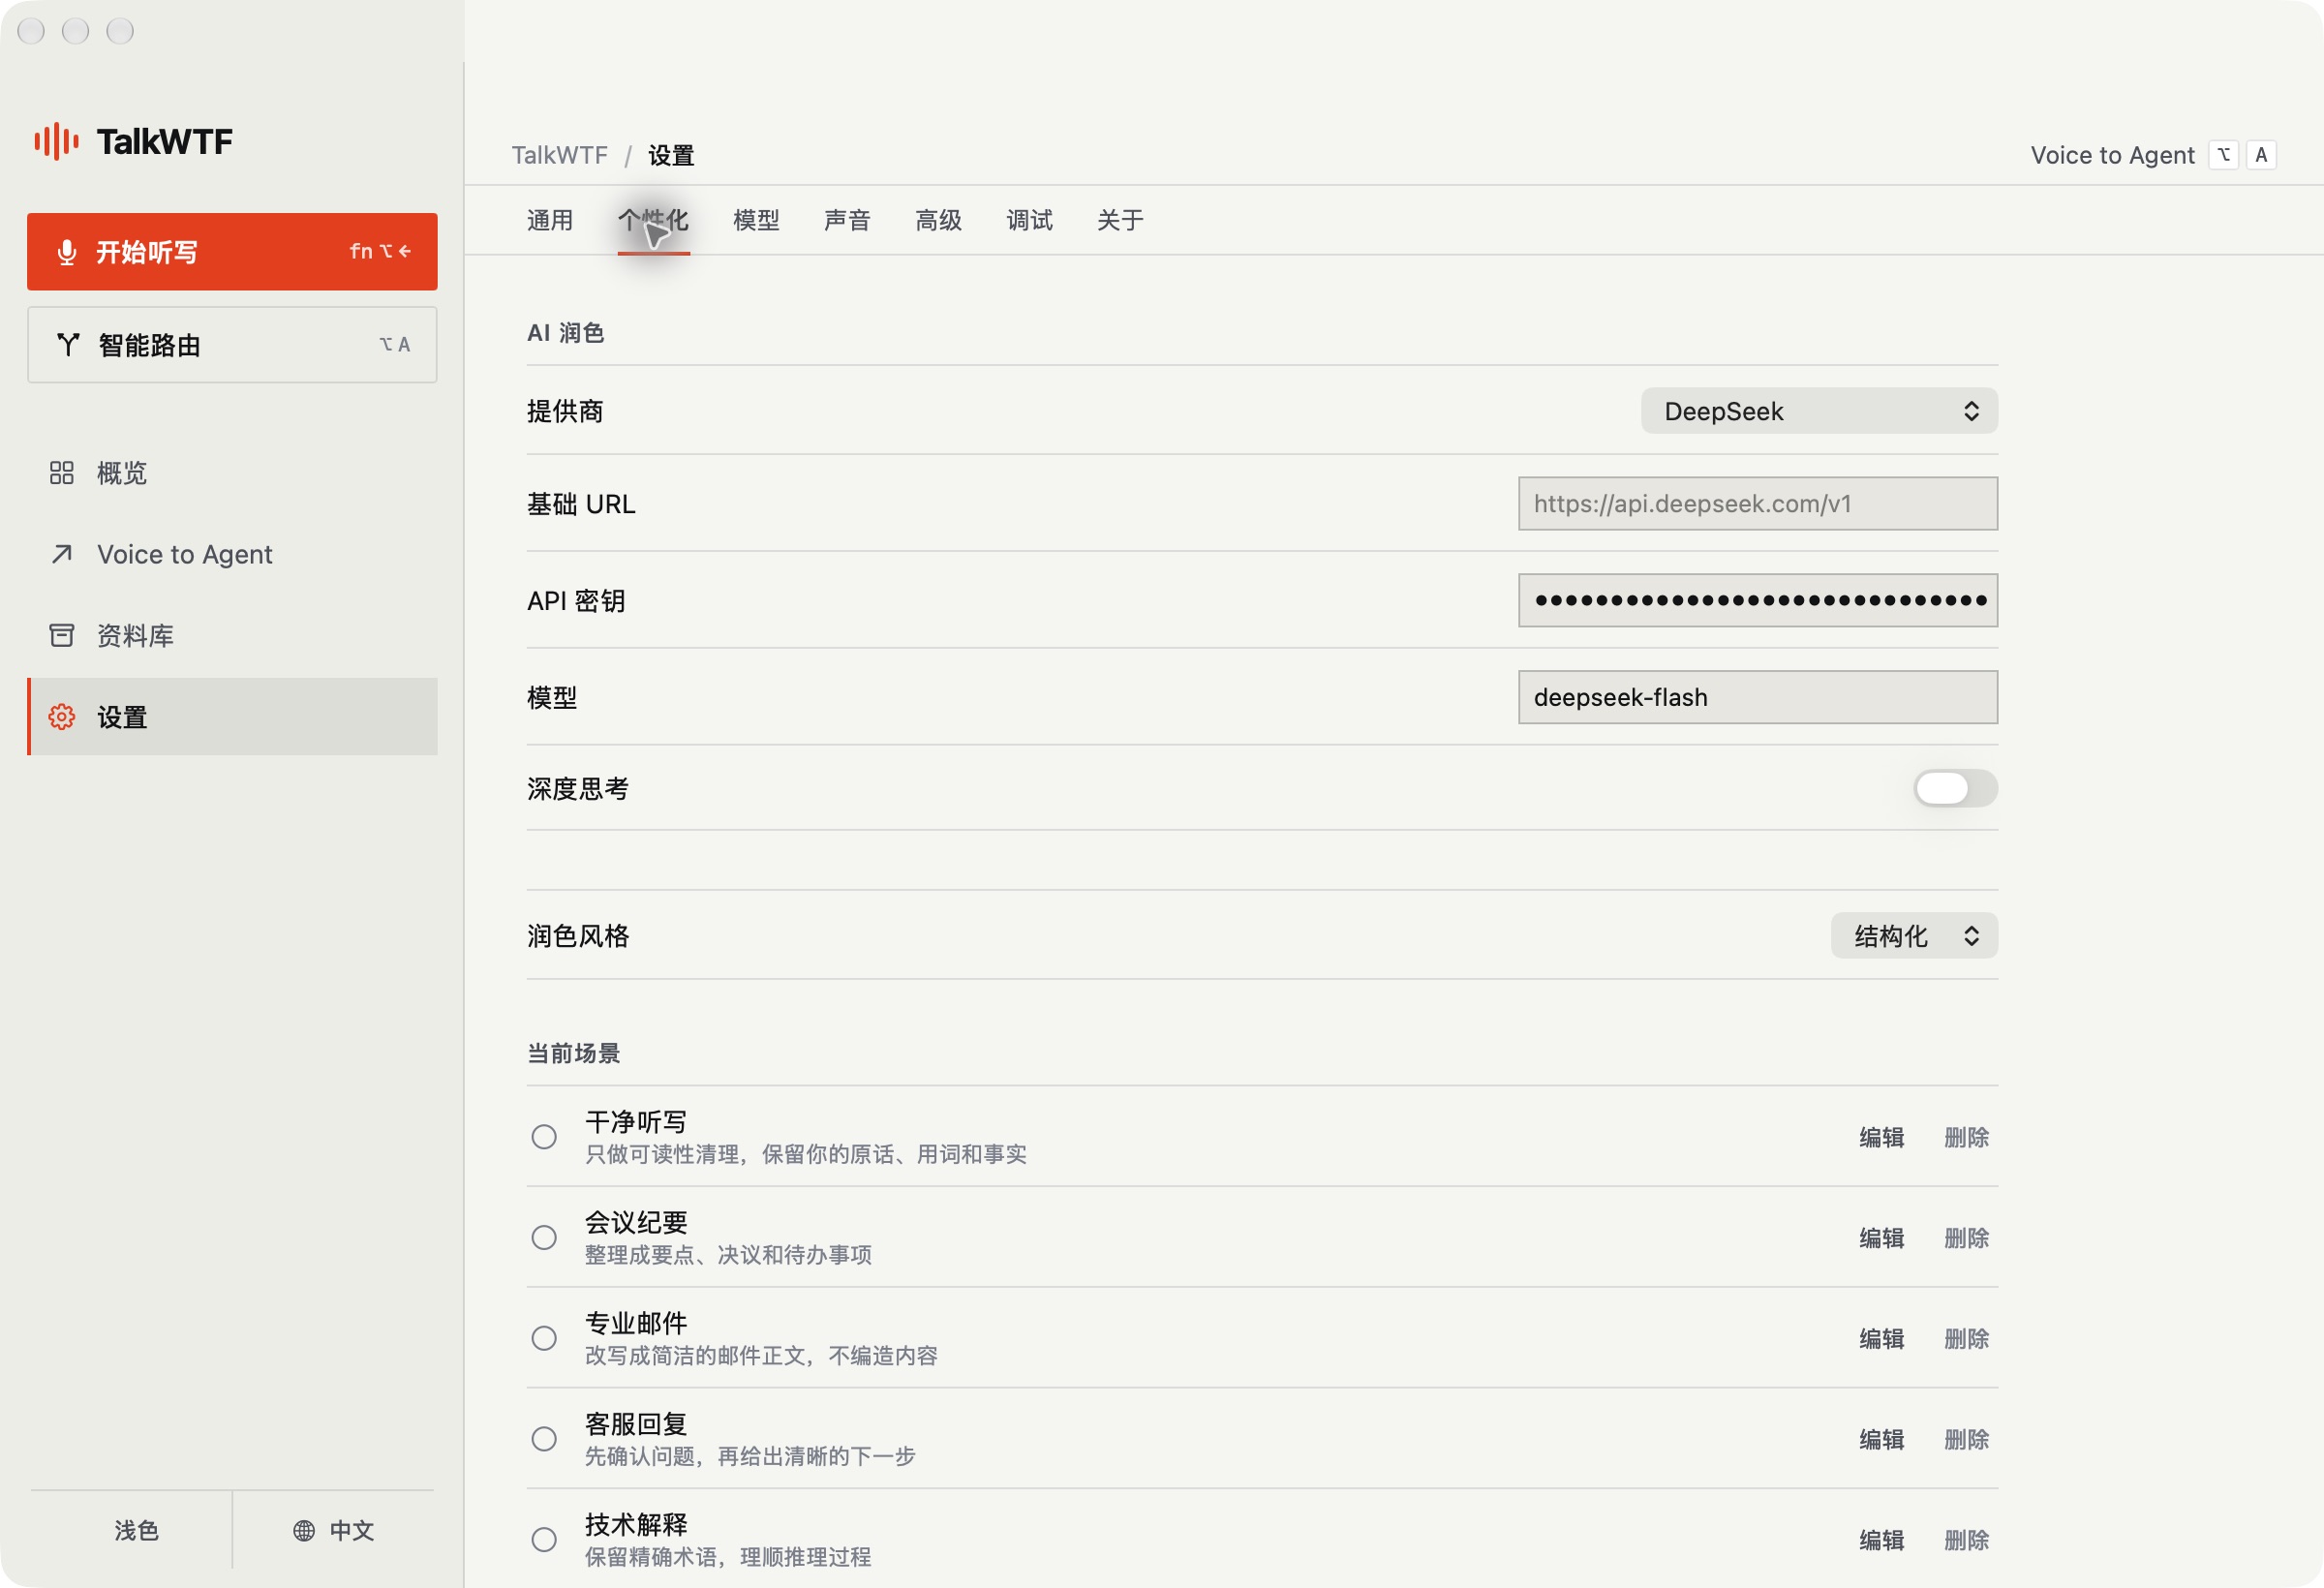 TalkWTF
开始听写 fn ⌥ ←
智能路由 ⌥ A
概览
Voice to Agent
资料库
设置
浅色
中文
TalkWTF / 设置
Voice to Agent ⌥ A
通用 个性化 模型 声音 高级 调试 关于
AI 润色
提供商 DeepSeek
基础 URL https://api.deepseek.com/v1
API 密钥 ••••••••••••••••••••••••••••••
模型 deepseek-flash
深度思考
润色风格 结构化
当前场景
干净听写
只做可读性清理，保留你的原话、用词和事实
编辑 删除
会议纪要
整理成要点、决议和待办事项
编辑 删除
专业邮件
改写成简洁的邮件正文，不编造内容
编辑 删除
客服回复
先确认问题，再给出清晰的下一步
编辑 删除
技术解释
保留精确术语，理顺推理过程
编辑 删除